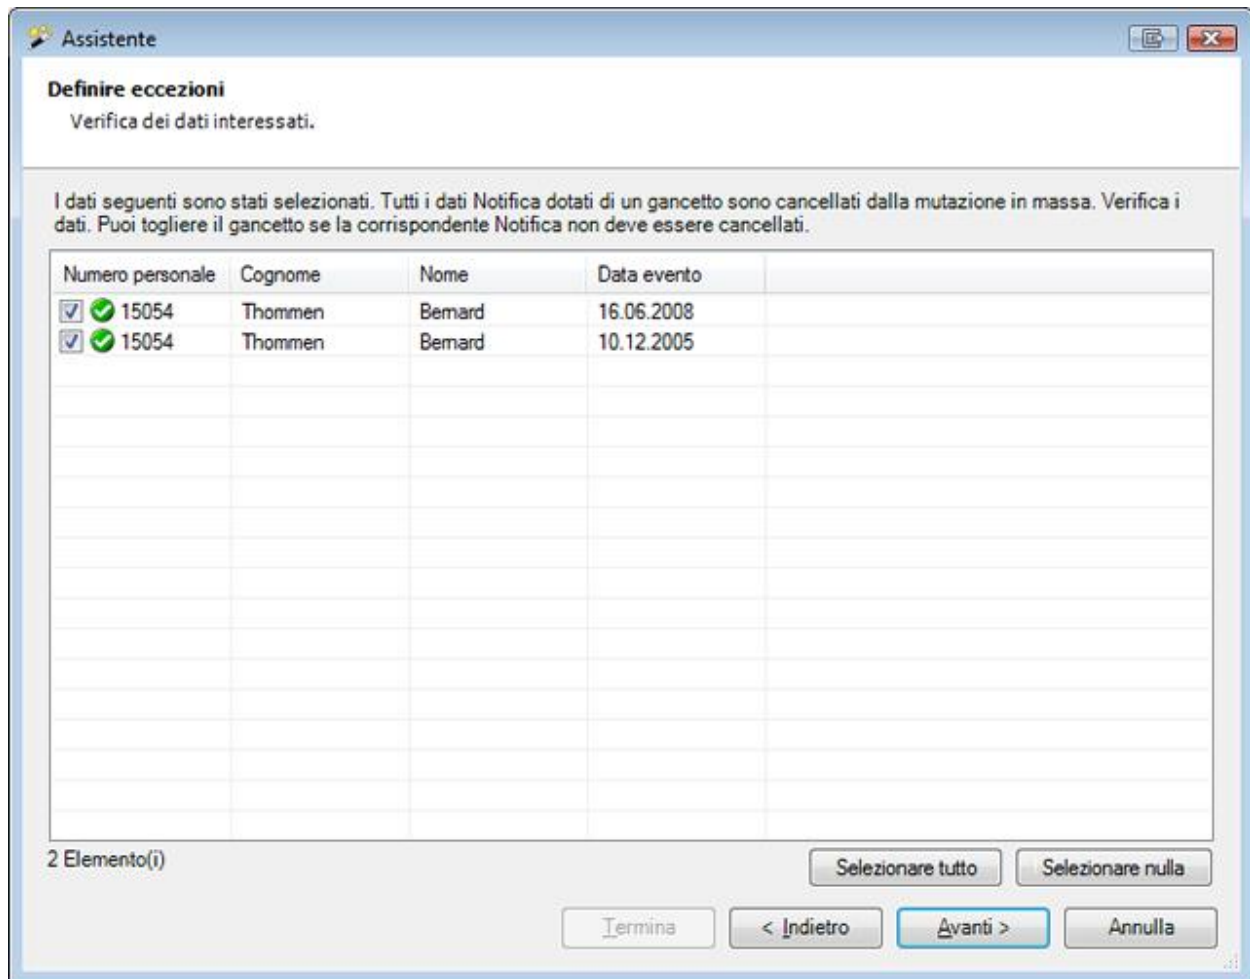 Assistente
Definire eccezioni
Verifica dei dati interessati.
I dati seguenti sono stati selezionati. Tutti i dati Notifica dotati di un gancetto sono cancellati dalla mutazione in massa. Verifica i
dati. Puoi togliere il gancetto se la corrispondente Notifica non deve essere cancellati.
Numero personale Cognome Nome Data evento
15054 Thommen Bernard 16.06.2008
15054 Thommen Bernard 10.12.2005
2 Elemento(i)
Selezionare tutto Selezionare nulla
Termina < Indietro Avanti > Annulla